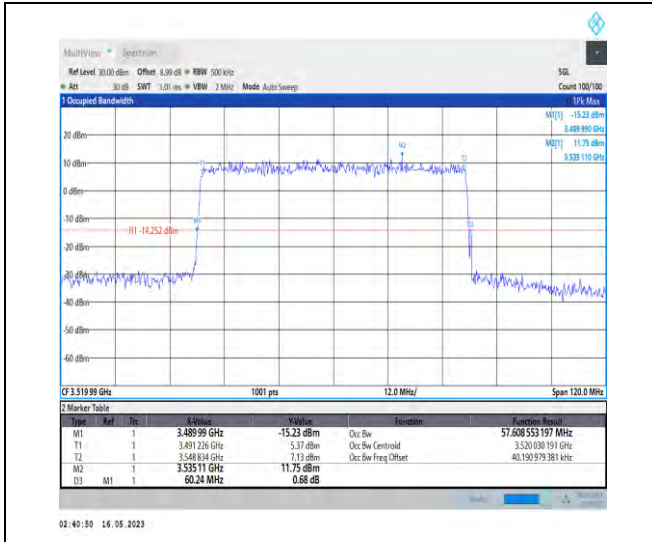 MultiView Spectrum
Ref Level 30.00 dBm Offset 8.99 dB RBW 500 kHz SGL
Att 30 dB SWT 1.01 ms VBW 2 MHz Mode Auto Sweep Count 100/100
1 Occupied Bandwidth 1Pk Max
M1[1] -15.23 dBm
3.489 990 GHz
M2[1] 11.75 dBm
3.535 110 GHz
20 dBm
10 dBm
0 dBm
-10 dBm
H1 -14.252 dBm
-20 dBm
-30 dBm
-40 dBm
-50 dBm
-60 dBm
M2
M1
CF 3.519 99 GHz 1001 pts 12.0 MHz/ Span 120.0 MHz
2 Marker Table
Type Ref Trc X-Value Y-Value Function Function Result
M1 1 3.489 99 GHz -15.23 dBm Occ Bw 57.608 553 197 MHz
T1 1 3.491 226 GHz 5.37 dBm Occ Bw Centroid 3.520 030 191 GHz
T2 1 3.548 834 GHz 7.13 dBm Occ Bw Freq Offset 40.190 979 381 kHz
M2 1 3.535 11 GHz 11.75 dBm
D3 M1 1 60.24 MHz 0.68 dB
02:40:50 16.05.2023